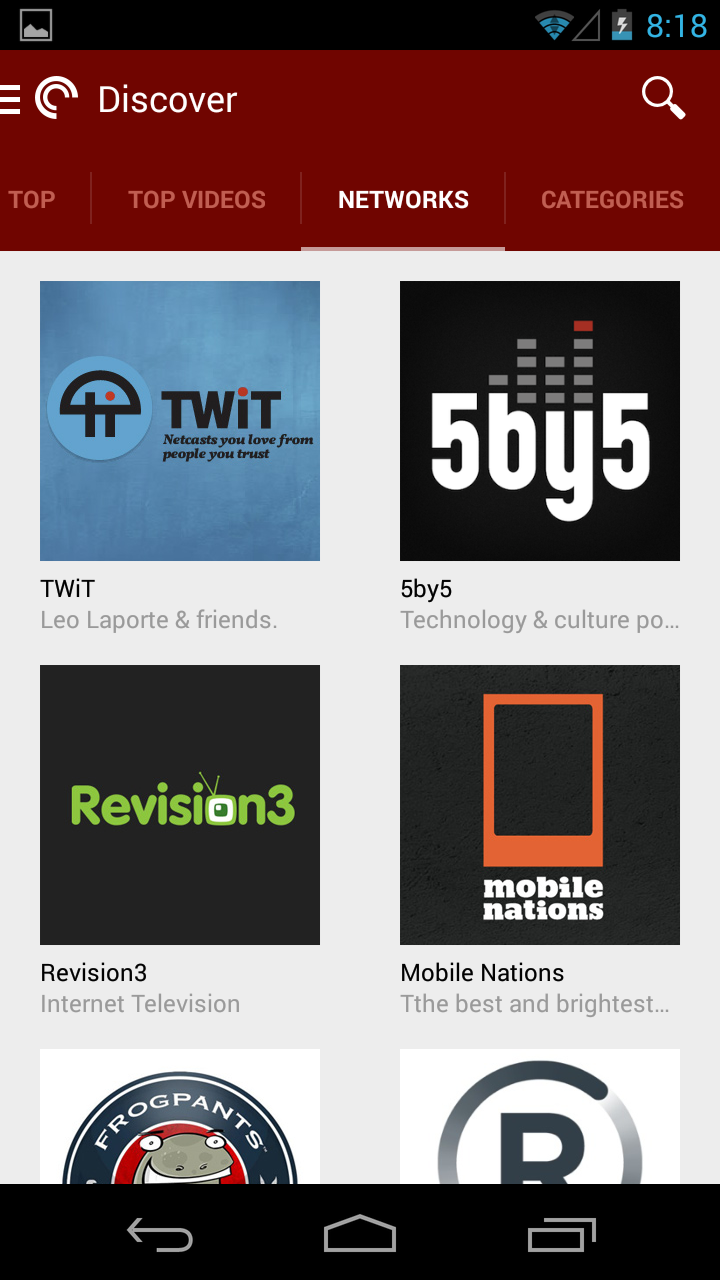 8:18
Discover
TOP
TOP VIDEOS
NETWORKS
CATEGORIES
TWiT
Netcasts you love from
people you trust
5by5
TWiT
5by5
Leo Laporte & friends.
Technology & culture po...
Revision3
mobile
nations
Revision3
Mobile Nations
Internet Television
Tthe best and brightest...
FROGPANTS
R